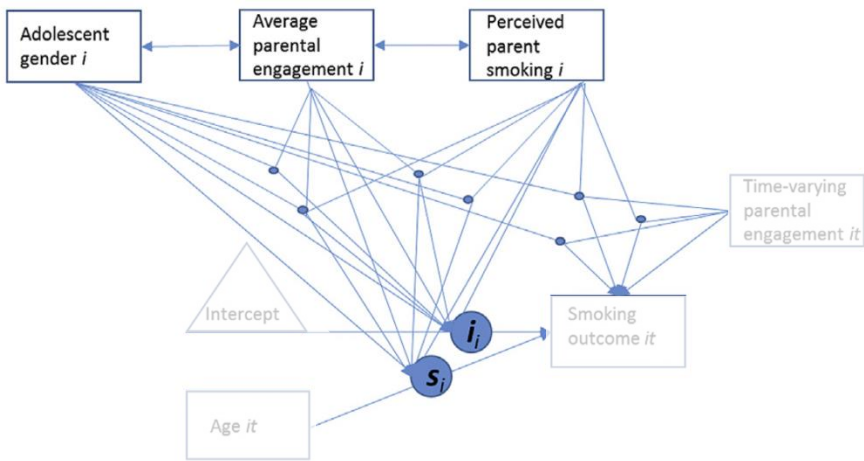 Adolescent
gender i
Average
parental
engagement i
Perceived
parent
smoking i
Time-varying
parental
engagement it
Intercept
i i
Smoking
outcome it
s i
Age it